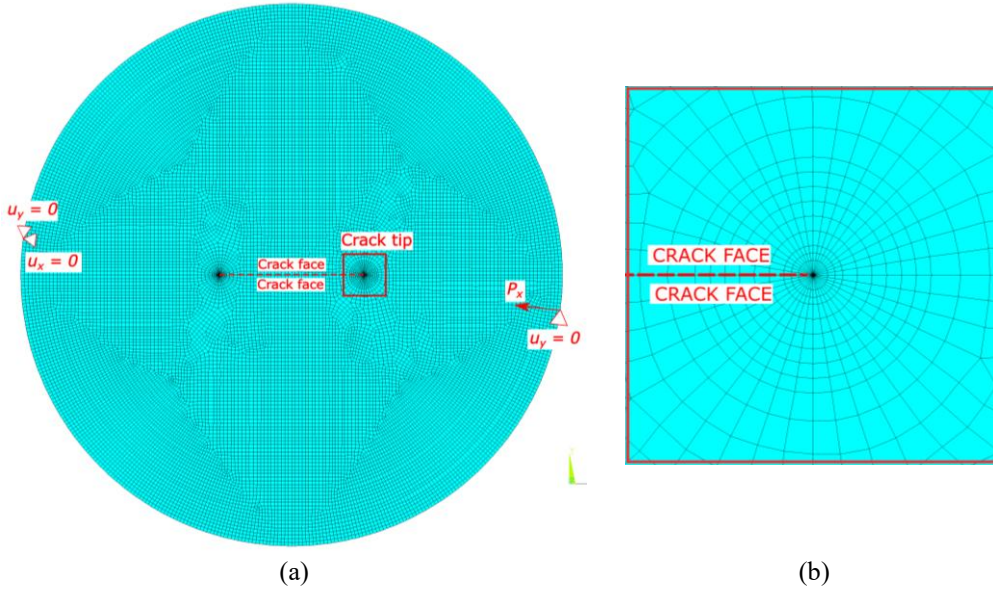 u_y = 0
u_x = 0
Crack tip
Crack face
Crack face
P_x
u_y = 0
CRACK FACE
CRACK FACE
(a)
(b)